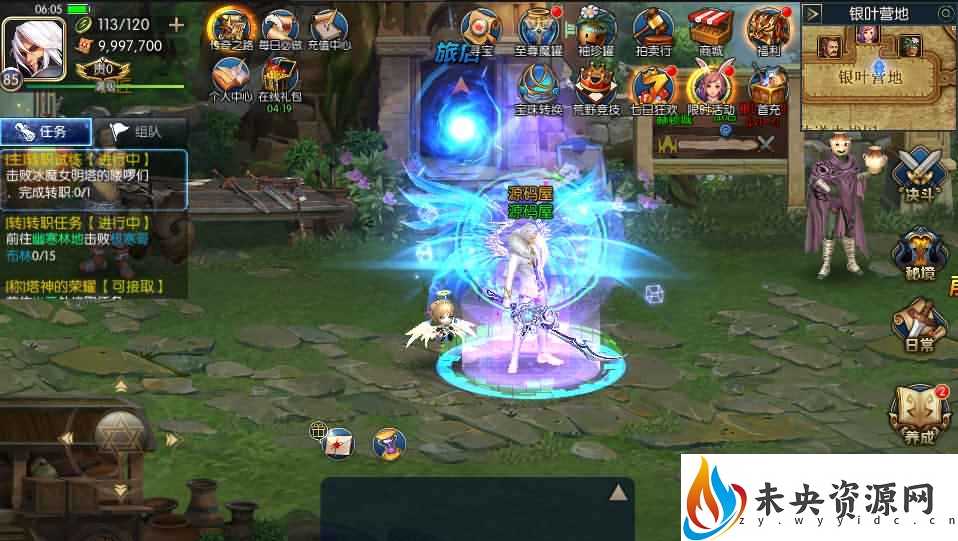 06:05
113/120
9,997,700
贵0
85
传奇之路
每日必做
充值中心
个人中心
在线礼包
04:19
旅店
寻宝
至尊魔罐
袖珍罐
拍卖行
商城
福利
宝珠转换
荒野竞技
七日狂欢
限时活动
首充
银叶营地
银叶营地
任务
组队
[主]转职试炼【进行中】
击败冰魔女明塔的喽啰们
完成转职:0/1
[转]转职任务【进行中】
前往幽寒林地击败极寒哥
布林0/15
[称]塔神的荣耀【可接取】
源码屋
源码屋
决斗
秘境
日常
2
养成
未央资源网
zy.wyyidc.cn